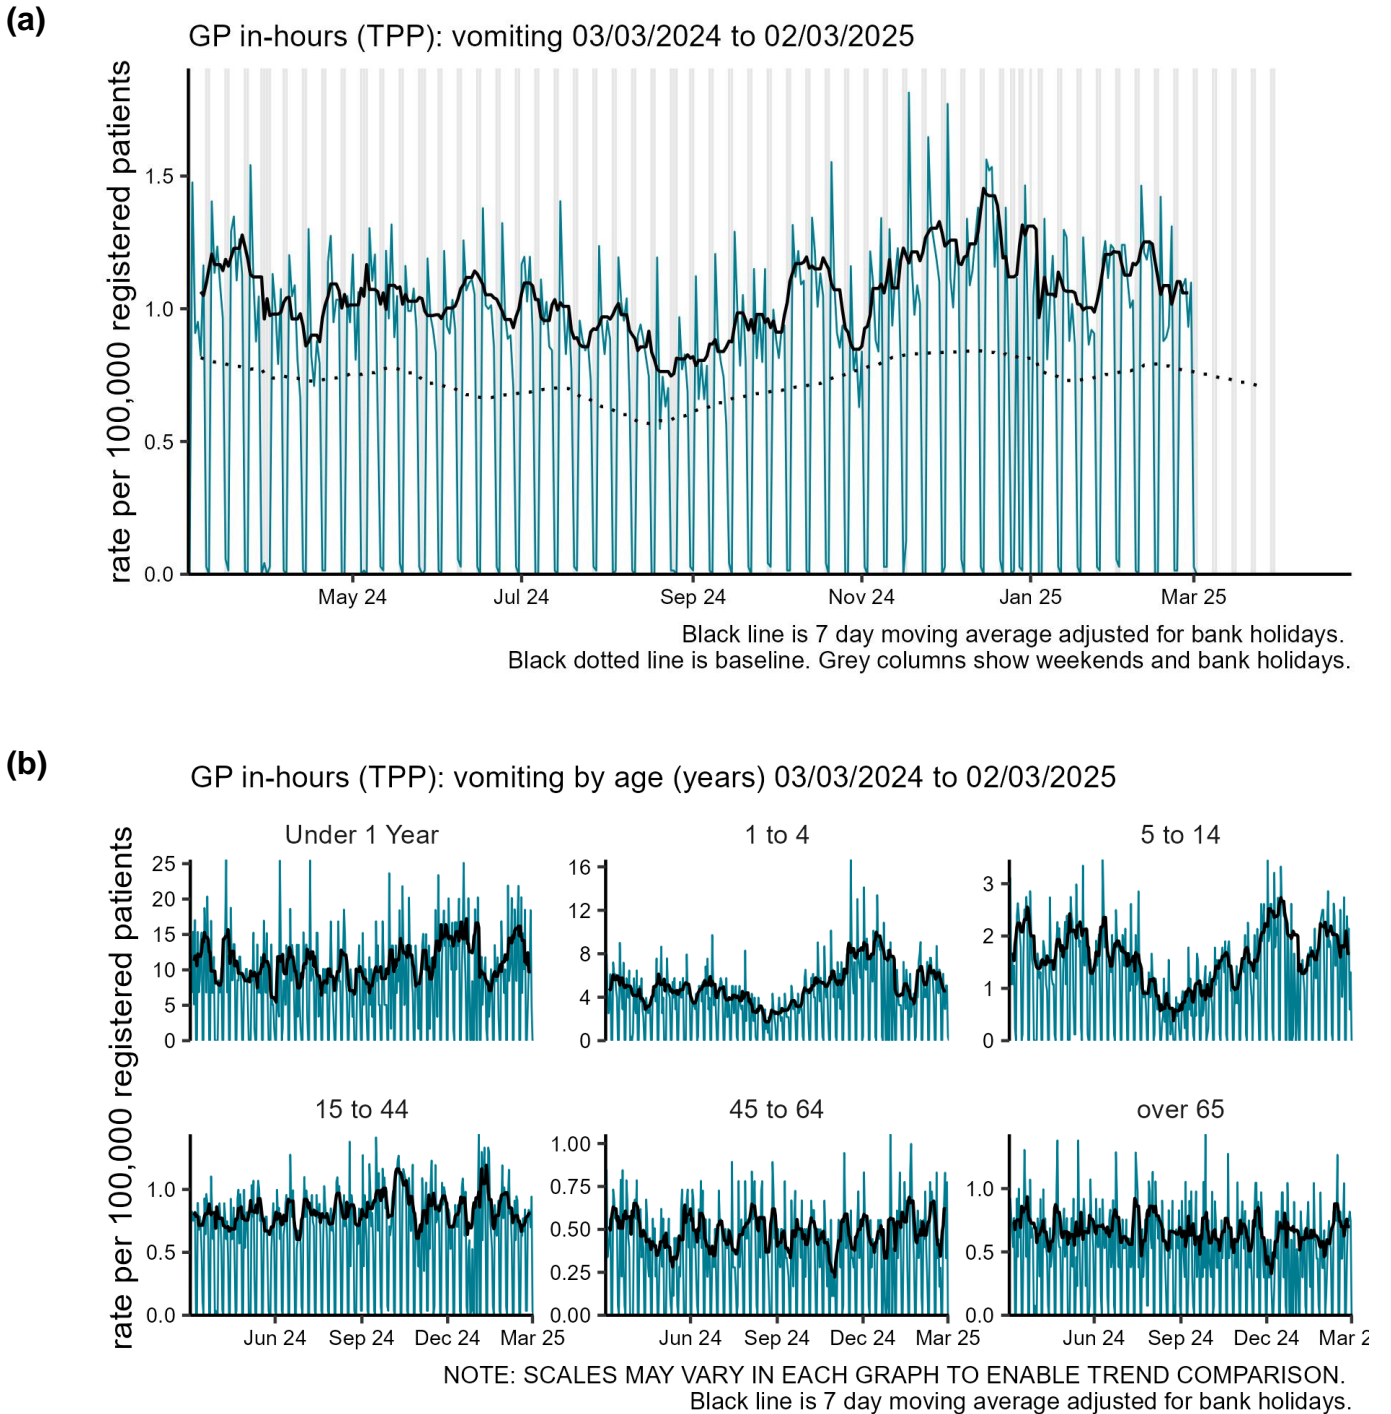 (a)
GP in-hours (TPP): vomiting 03/03/2024 to 02/03/2025
rate per 100,000 registered patients
1.5
1.0
0.5
0.0
May 24
Jul 24
Sep 24
Nov 24
Jan 25
Mar 25
Black line is 7 day moving average adjusted for bank holidays.
Black dotted line is baseline. Grey columns show weekends and bank holidays.
(b)
GP in-hours (TPP): vomiting by age (years) 03/03/2024 to 02/03/2025
rate per 100,000 registered patients
Under 1 Year
25
20
15
10
5
0
1 to 4
16
12
8
4
0
5 to 14
3
2
1
0
15 to 44
1.0
0.5
0.0
Jun 24 Sep 24 Dec 24 Mar 25
45 to 64
1.00
0.75
0.50
0.25
0.00
Jun 24 Sep 24 Dec 24 Mar 25
over 65
1.0
0.5
0.0
Jun 24 Sep 24 Dec 24 Mar 2
NOTE: SCALES MAY VARY IN EACH GRAPH TO ENABLE TREND COMPARISON.
Black line is 7 day moving average adjusted for bank holidays.